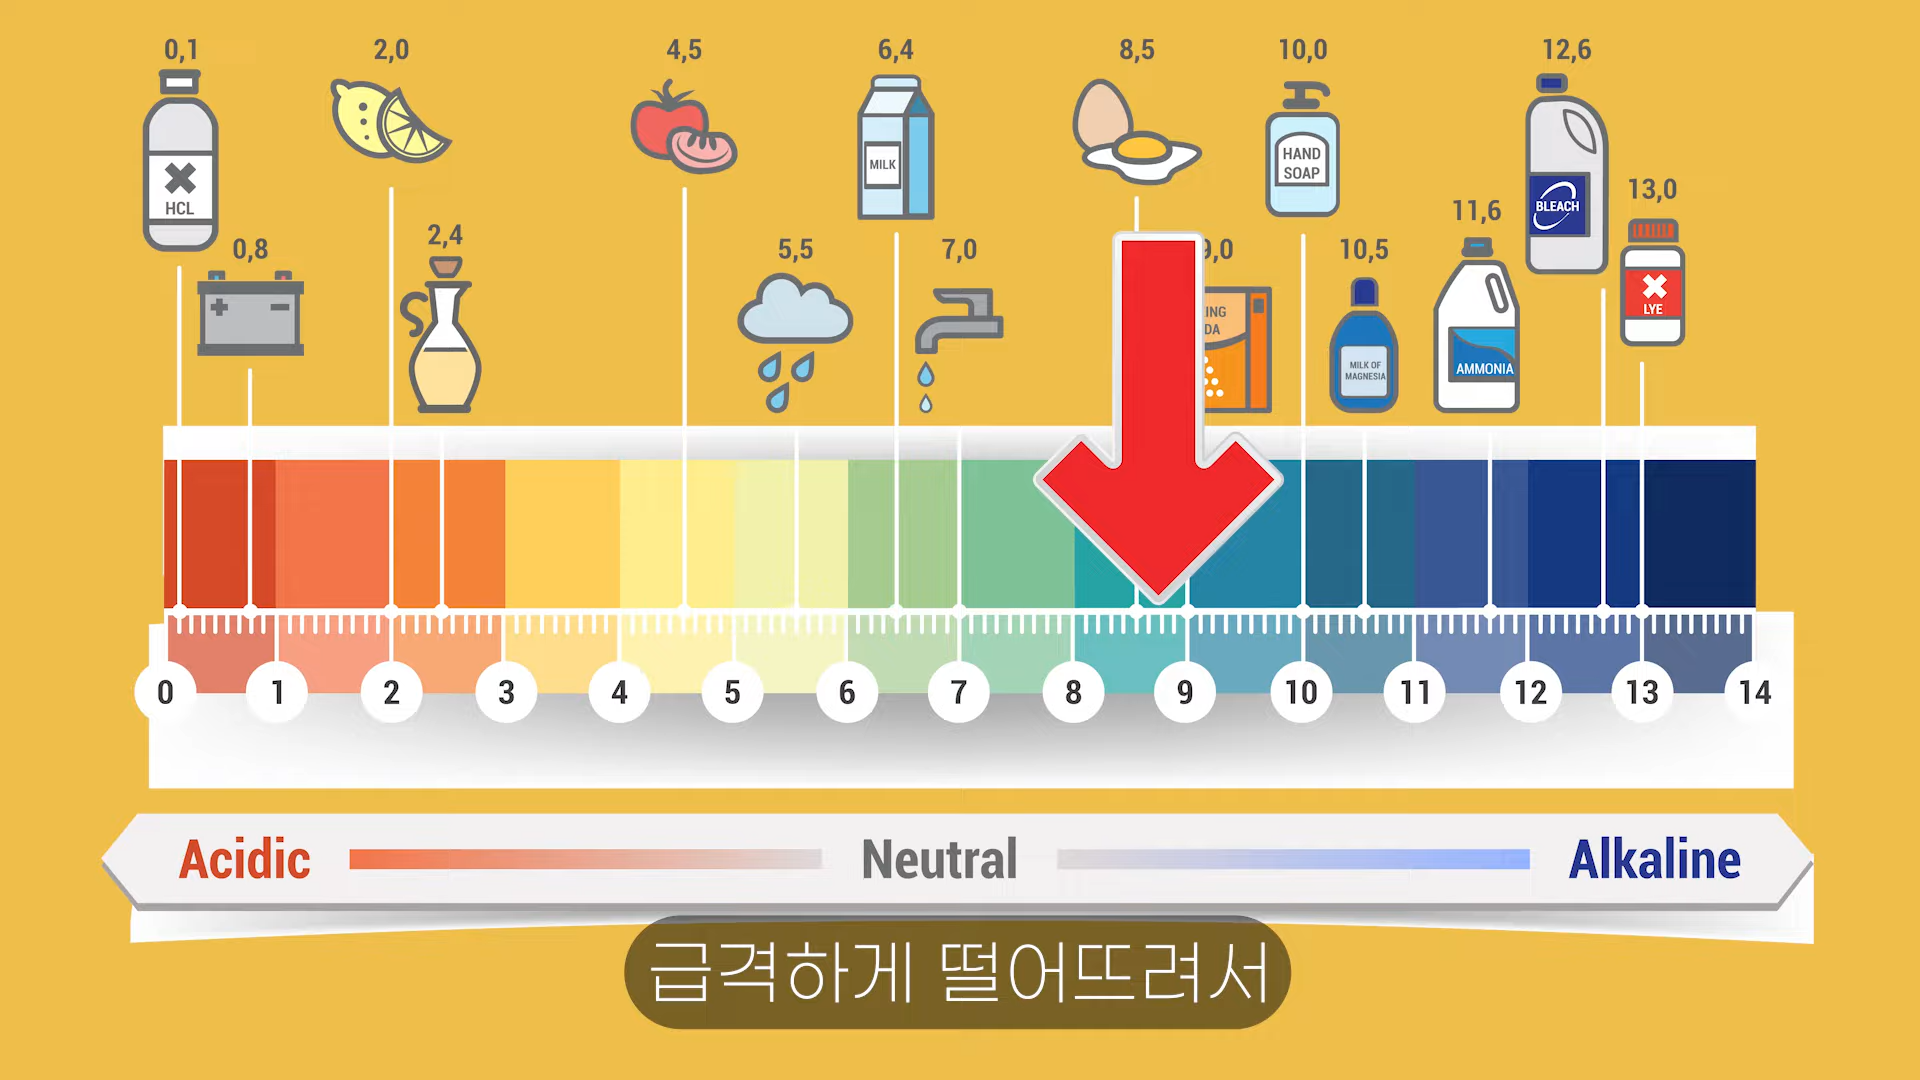 0,1
2,0
4,5
6,4
8,5
10,0
12,6
HCL
MILK
HAND
SOAP
BLEACH
13,0
11,6
0,8
2,4
5,5
7,0
9,0
10,5
LYE
MILK OF
MAGNESIA
AMMONIA
0 1 2 3 4 5 6 7 8 9 10 11 12 13 14
Acidic Neutral Alkaline
급격하게 떨어뜨려서